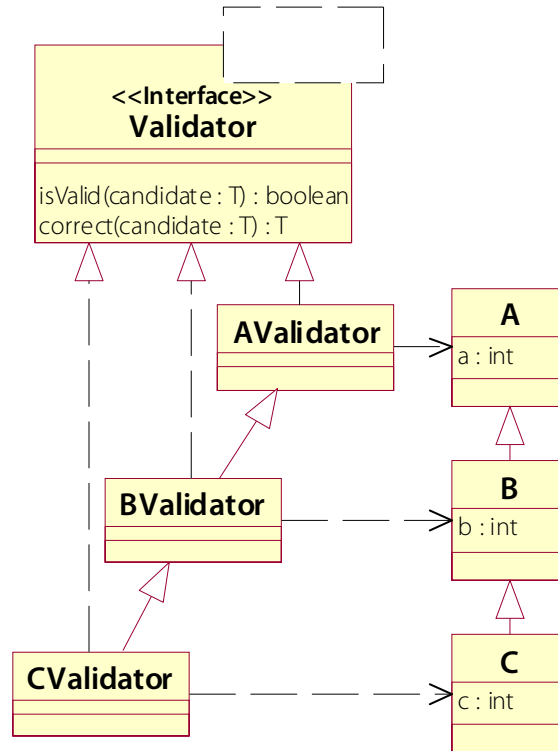 <<Interface>>
Validator
isValid(candidate : T) : boolean
correct(candidate : T) : T
AValidator
A
a : int
BValidator
B
b : int
CValidator
C
c : int